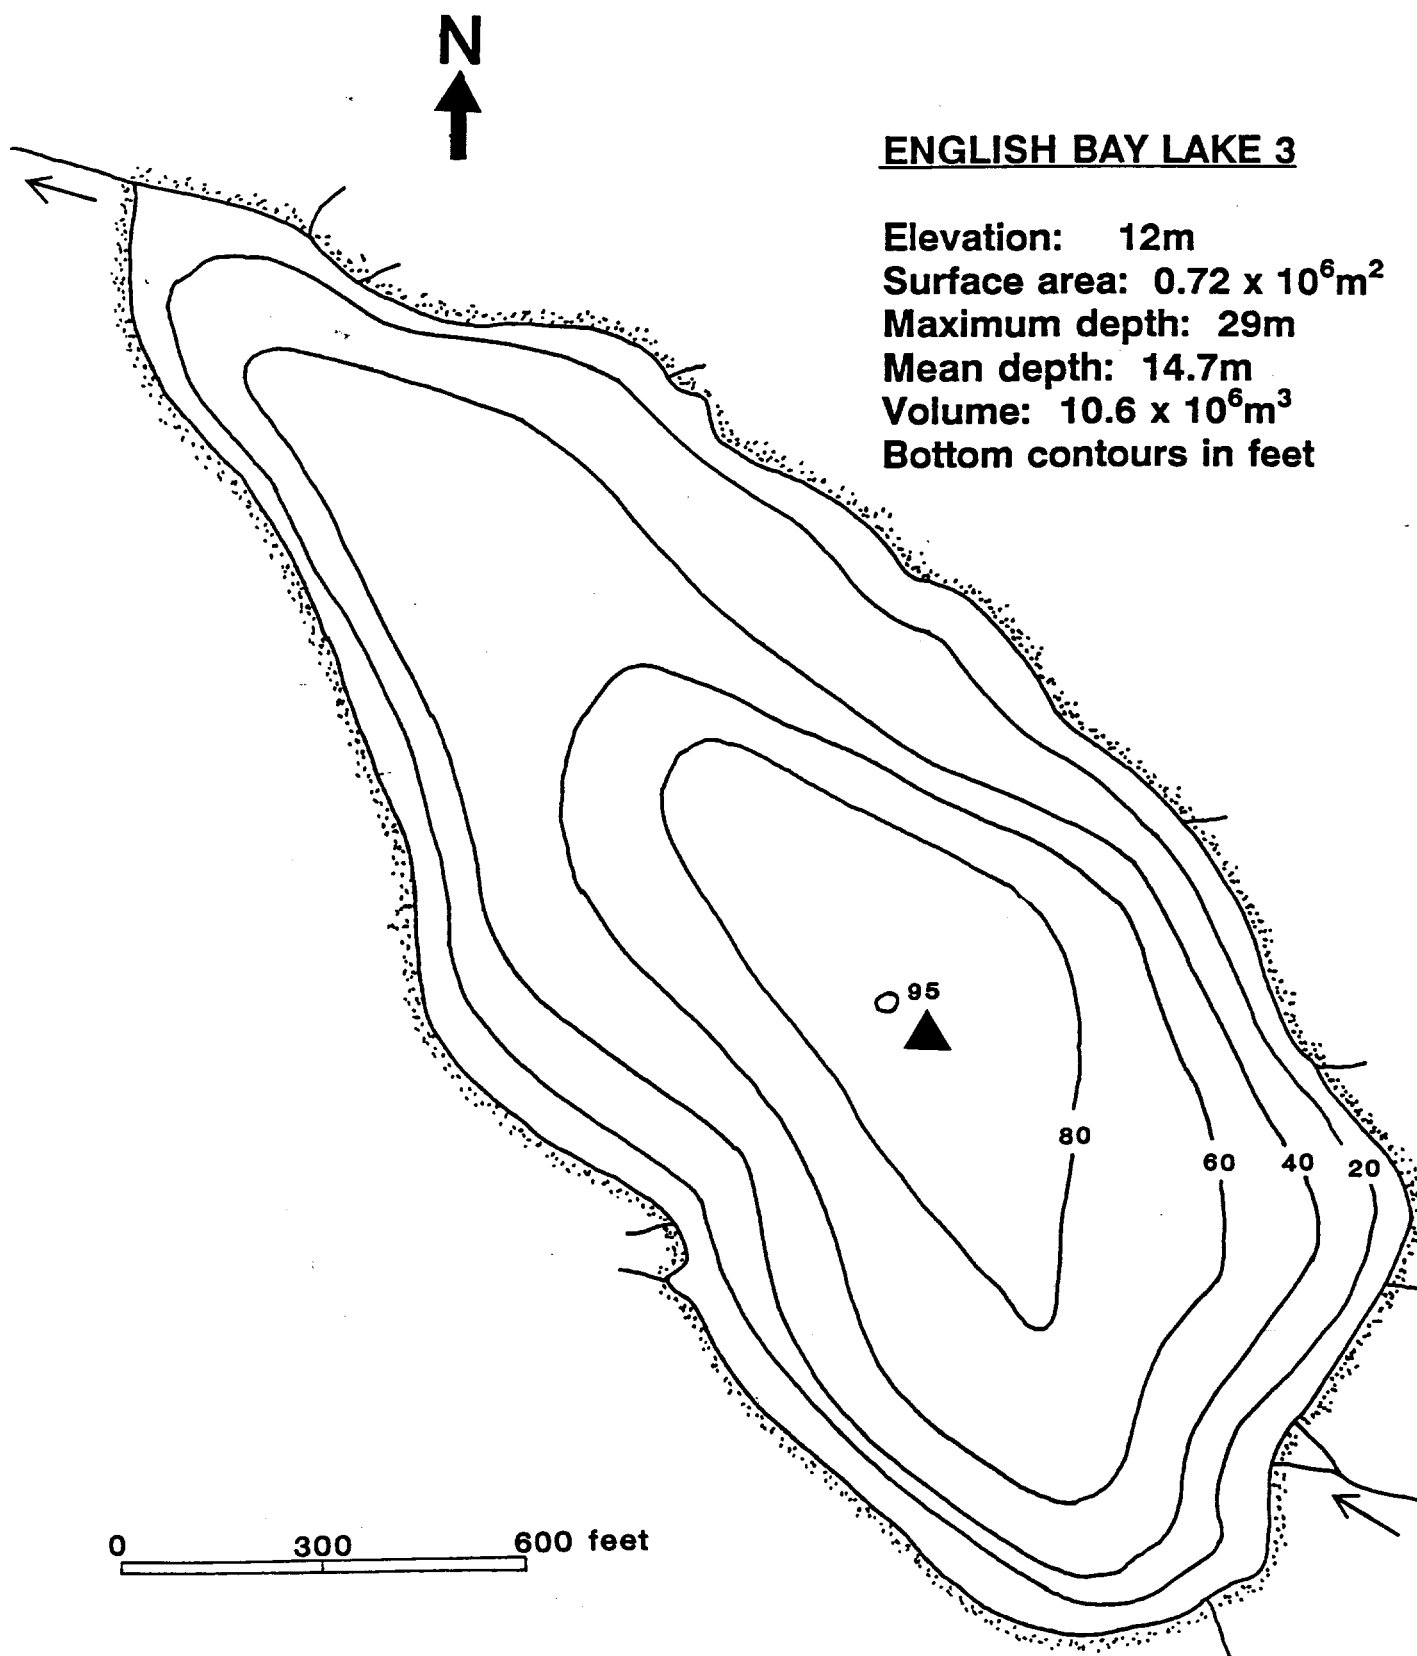 N
ENGLISH BAY LAKE 3
Elevation: 12m
Surface area: 0.72 x 10⁶m²
Maximum depth: 29m
Mean depth: 14.7m
Volume: 10.6 x 10⁶m³
Bottom contours in feet
95
80
60
40
20
0 300 600 feet